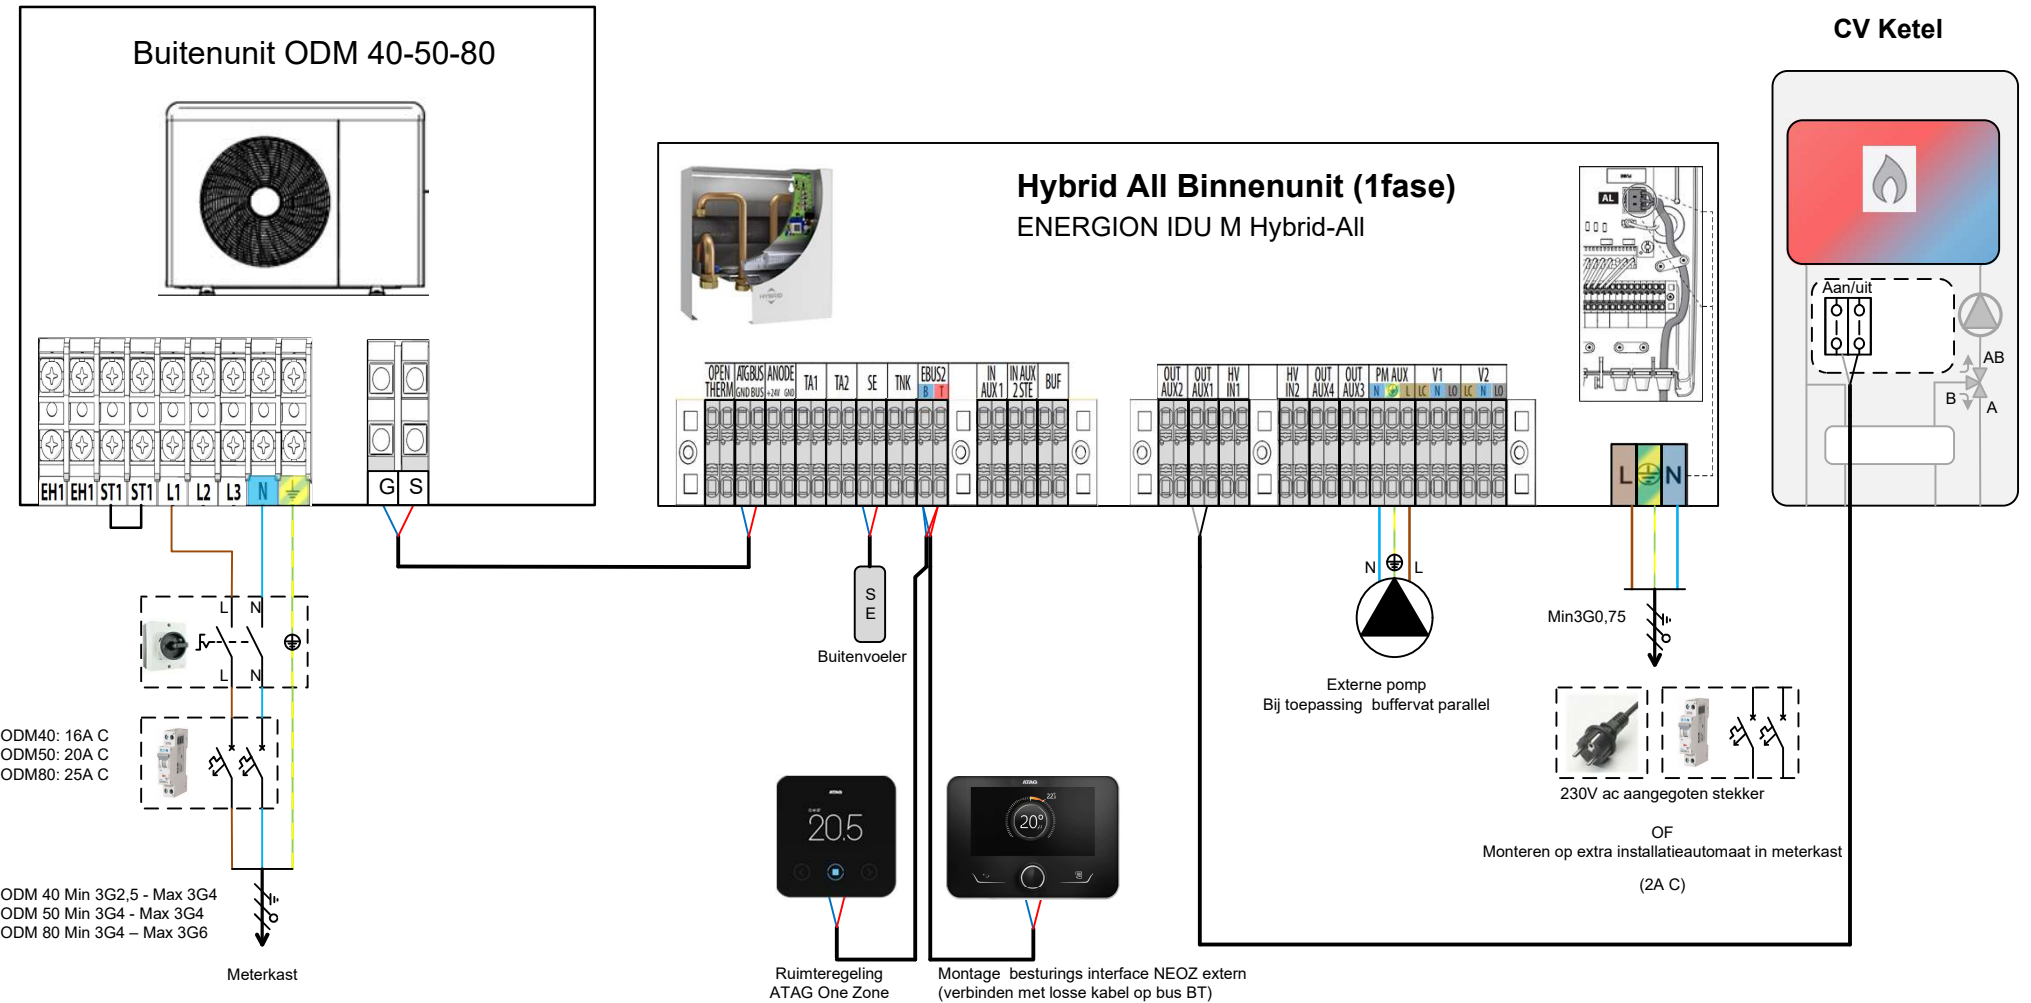 Buitenunit ODM 40-50-80
CV Ketel
Hybrid All Binnenunit (1fase)
ENERGION IDU M Hybrid-All
HYBRID
AL
Aan/uit
AB
B
A
OPEN THERM
ATGBUS GND BUS
ANODE +24V GND
TA1
TA2
SE
TNK
EBUS2 B T
IN AUX 1
IN AUX 2 STE
BUF
OUT AUX2
OUT AUX1
HV IN1
HV IN2
OUT AUX4
OUT AUX3
PM AUX N L
V1 LC N LO
V2 LC N LO
EH1 EH1 ST1 ST1 L1 L2 L3 N
G S
L N
L N
L N
N L
S
E
Buitenvoeler
Externe pomp
Bij toepassing buffervat parallel
Min3G0,75
230V ac aangegoten stekker
OF
Monteren op extra installatieautomaat in meterkast
(2A C)
ODM40: 16A C
ODM50: 20A C
ODM80: 25A C
ODM 40 Min 3G2,5 - Max 3G4
ODM 50 Min 3G4 - Max 3G4
ODM 80 Min 3G4 – Max 3G6
Meterkast
ATAG
20.5
ATAG
20°
Ruimteregeling
ATAG One Zone
Montage besturings interface NEOZ extern
(verbinden met losse kabel op bus BT)